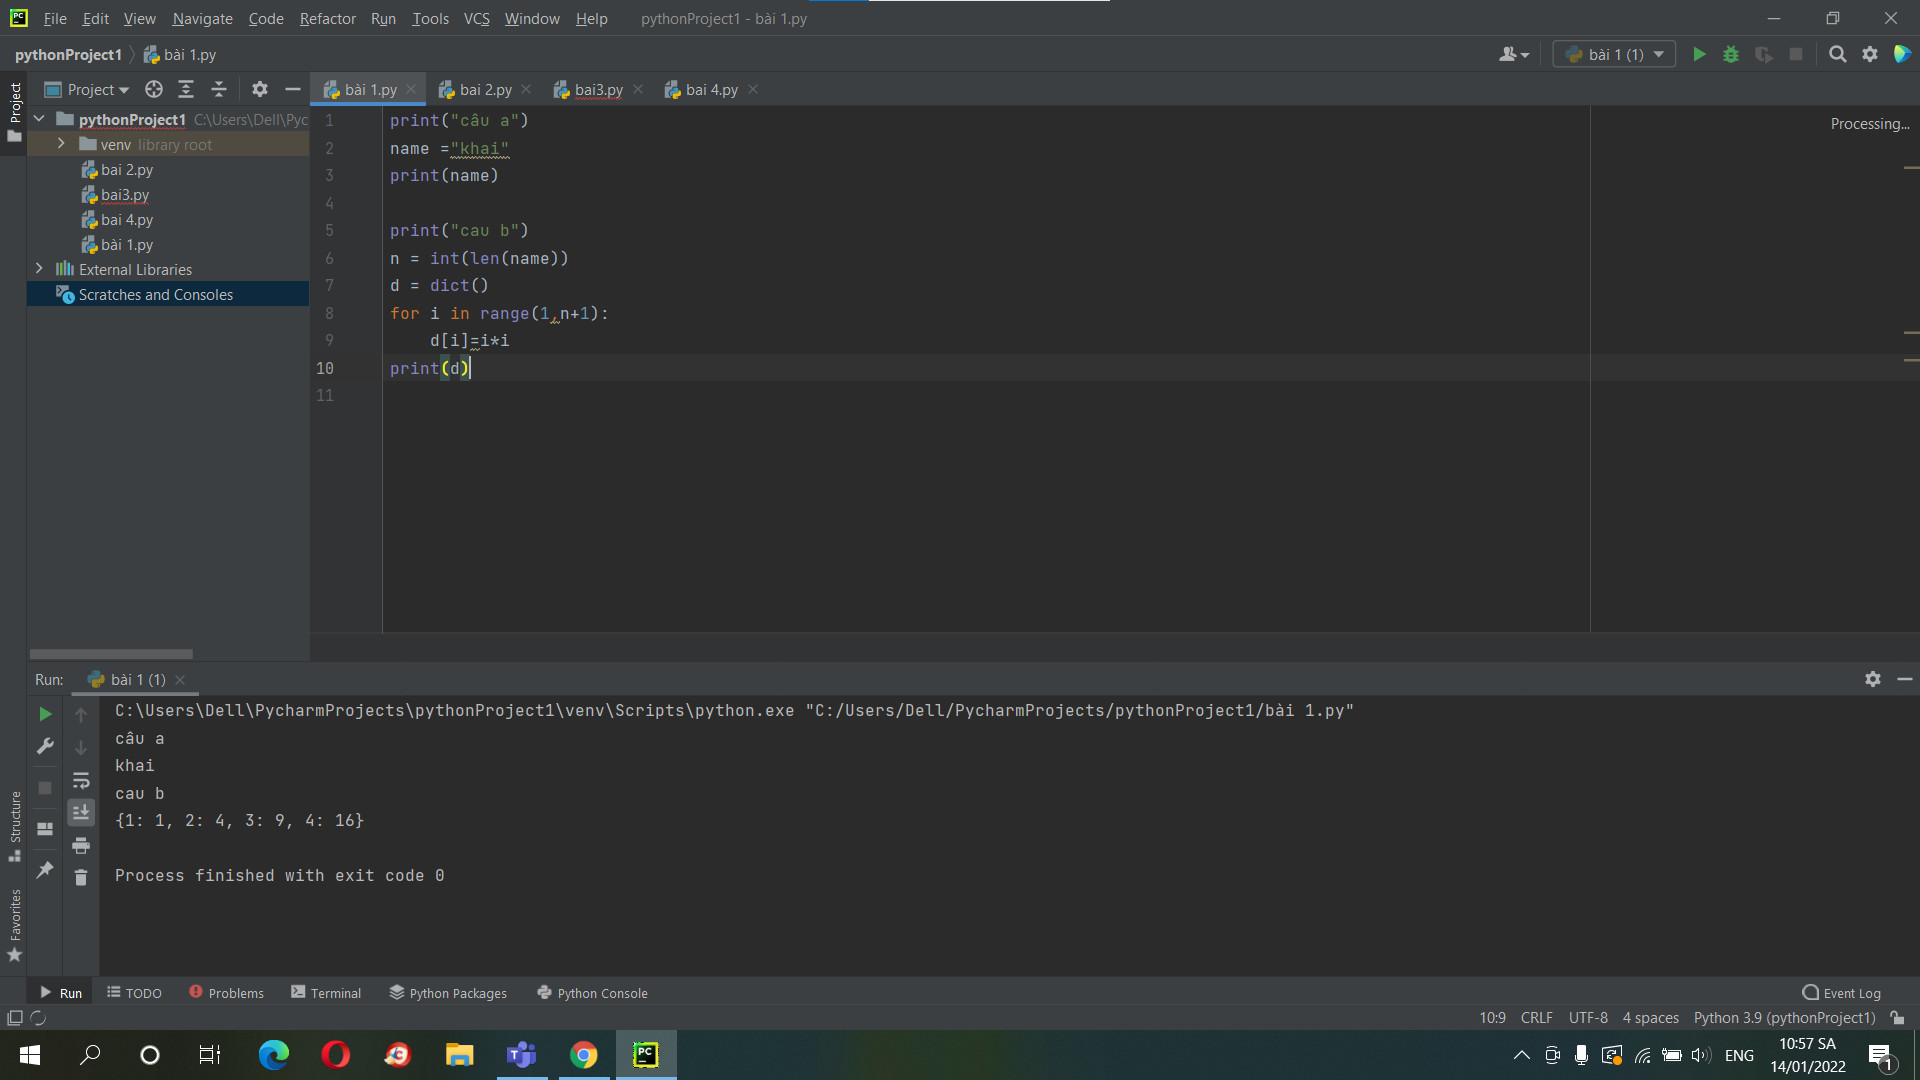 File Edit View Navigate Code Refactor Run Tools VCS Window Help pythonProject1 - bài 1.py
pythonProject1 bài 1.py bài 1 (1)
Project
Project bài 1.py bai 2.py bai3.py bai 4.py
pythonProject1 C:\Users\Dell\Pyc
venv library root
bai 2.py
bai3.py
bai 4.py
bài 1.py
External Libraries
Scratches and Consoles
1 print("câu a")
Processing...
2 name ="khai"
3 print(name)
4
5 print("cau b")
6 n = int(len(name))
7 d = dict()
8 for i in range(1,n+1):
9 d[i]=i*i
10 print(d)
11
Run: bài 1 (1)
C:\Users\Dell\PycharmProjects\pythonProject1\venv\Scripts\python.exe "C:/Users/Dell/PycharmProjects/pythonProject1/bài 1.py"
câu a
khai
cau b
{1: 1, 2: 4, 3: 9, 4: 16}
Process finished with exit code 0
Structure
Favorites
Run TODO Problems Terminal Python Packages Python Console Event Log
10:9 CRLF UTF-8 4 spaces Python 3.9 (pythonProject1)
ENG 10:57 SA
14/01/2022
1